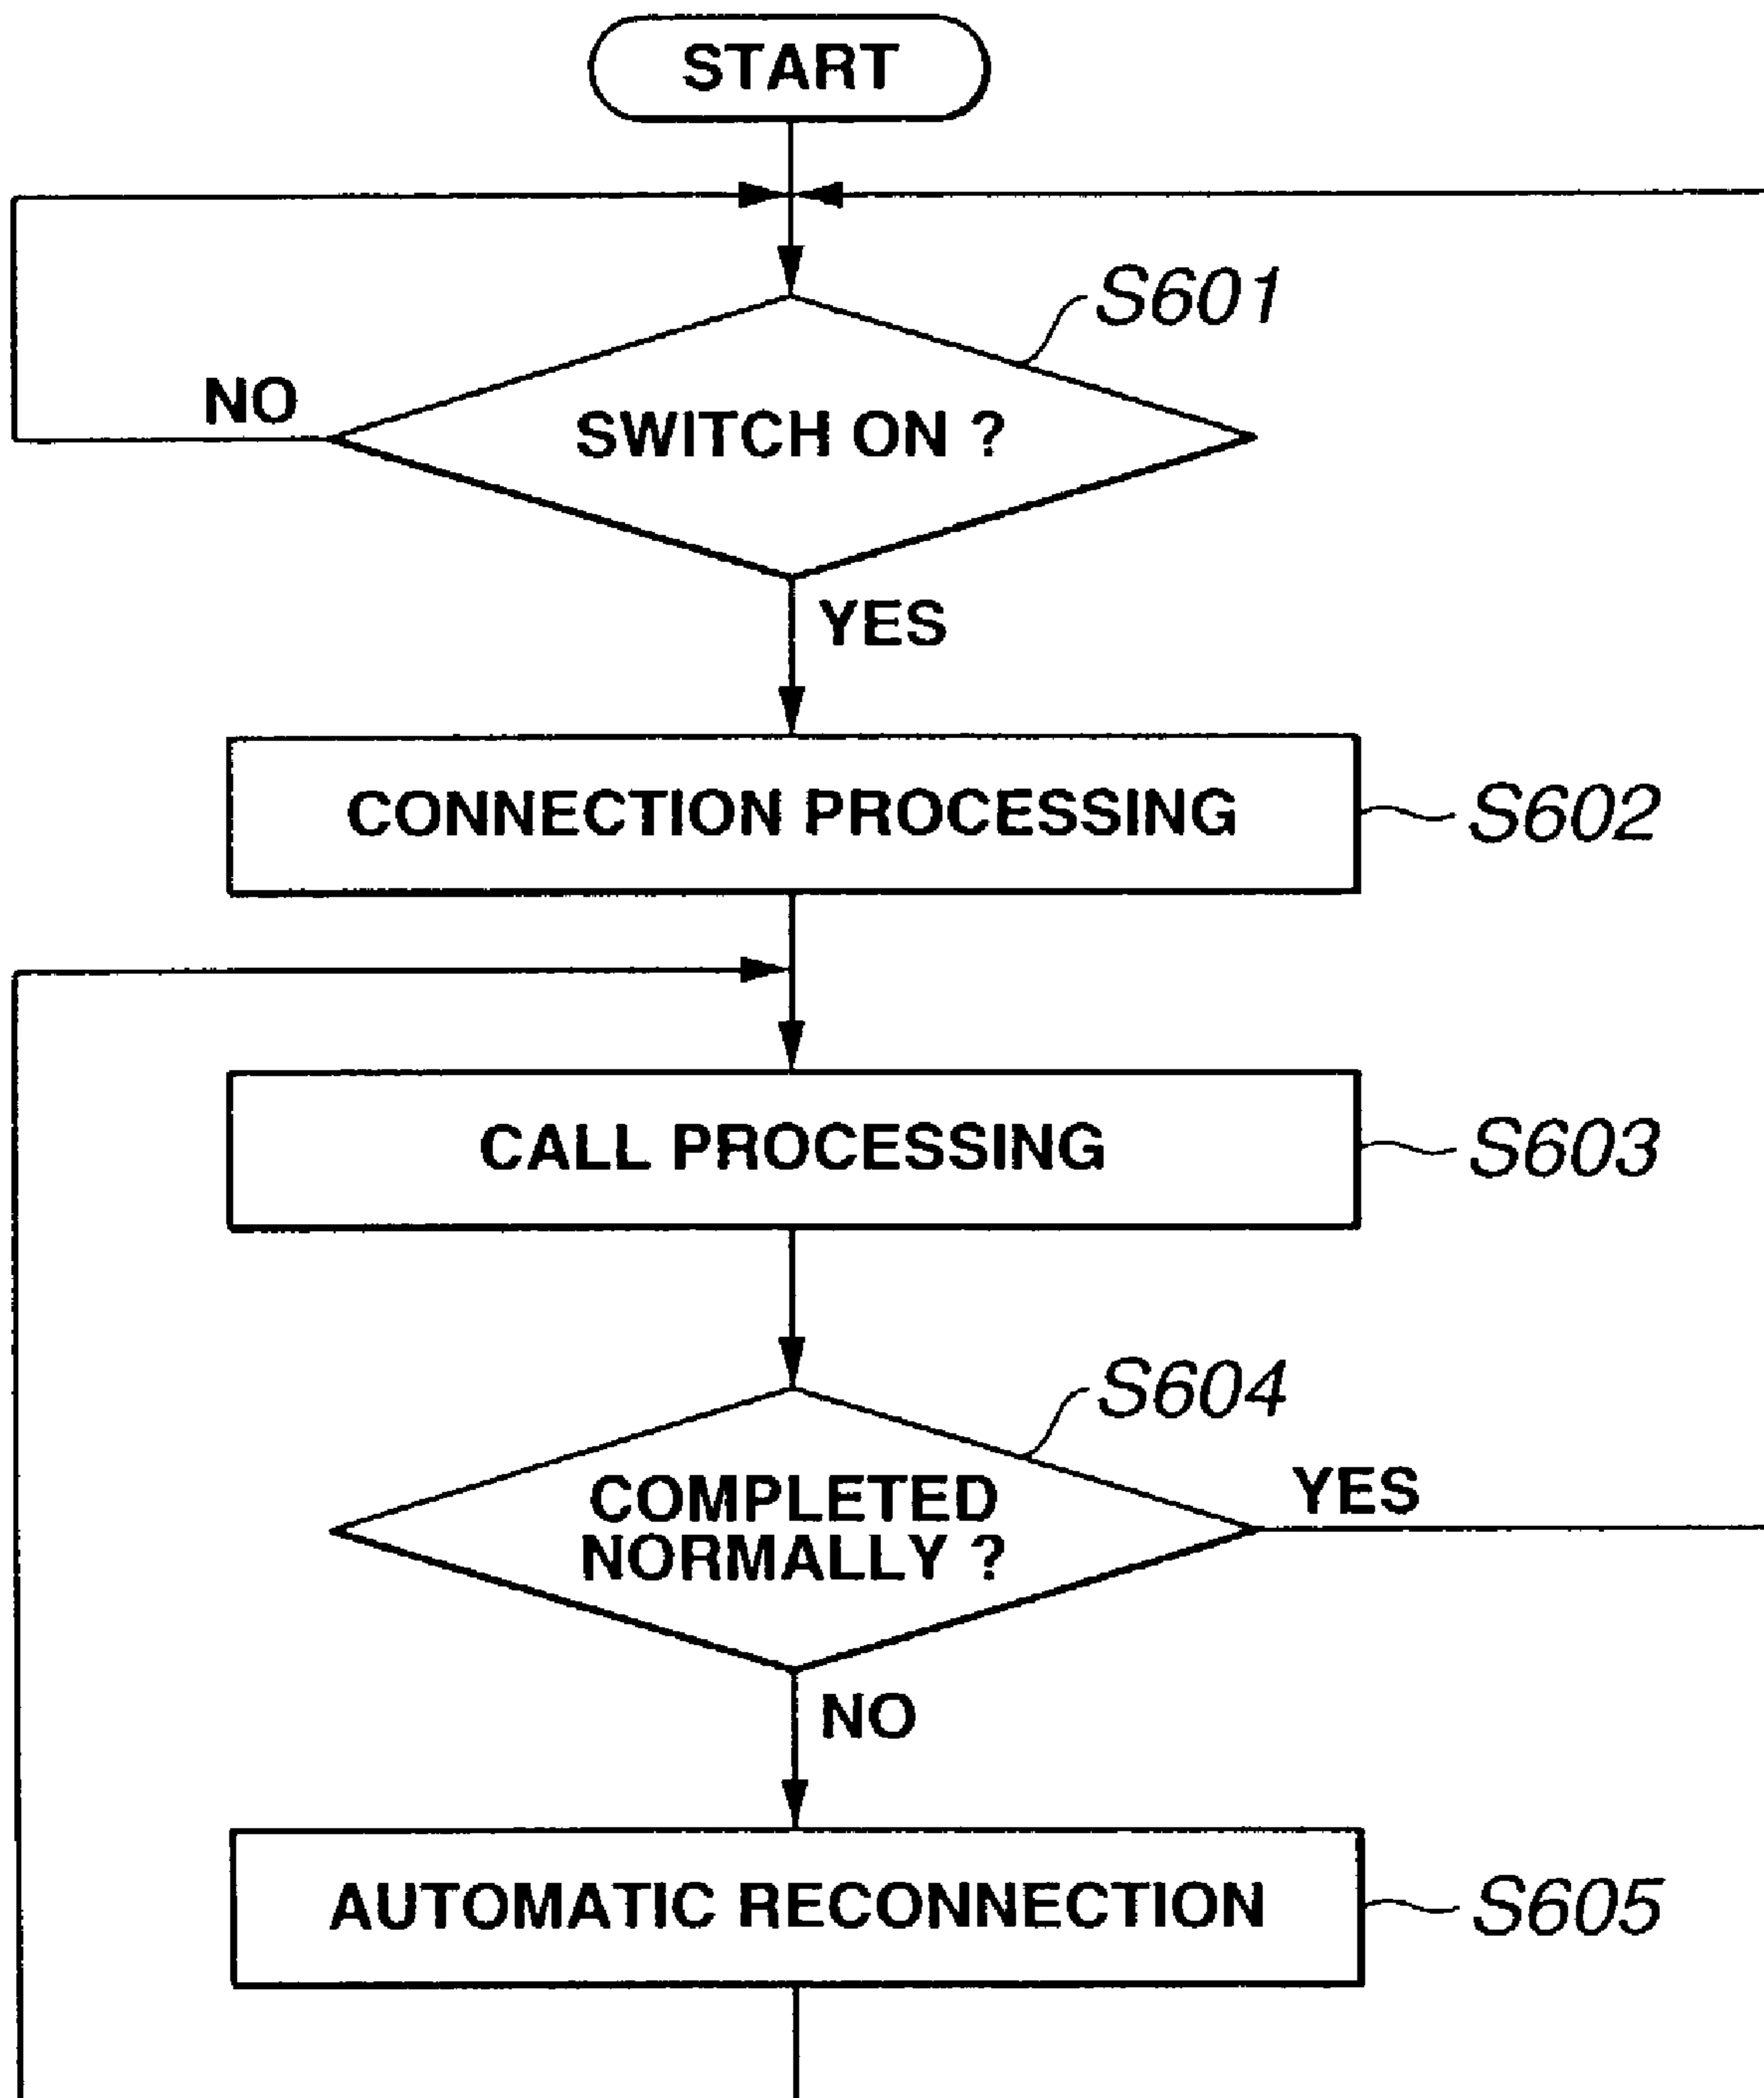 START
S601
NO
SWITCH ON ?
YES
CONNECTION PROCESSING
S602
CALL PROCESSING
S603
S604
COMPLETED
NORMALLY ?
YES
NO
AUTOMATIC RECONNECTION
S605